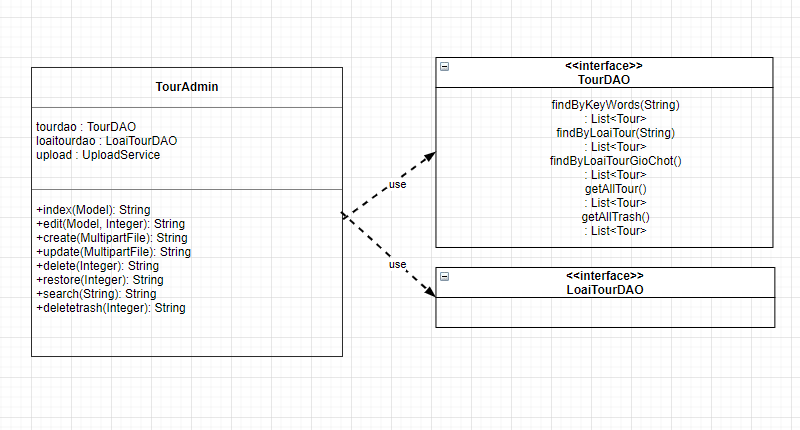 TourAdmin
tourdao : TourDAO
loaitourdao : LoaiTourDAO
upload : UploadService
+index(Model): String
+edit(Model, Integer): String
+create(MultipartFile): String
+update(MultipartFile): String
+delete(Integer): String
+restore(Integer): String
+search(String): String
+deletetrash(Integer): String
use
use
<<interface>>
TourDAO
findByKeyWords(String)
: List<Tour>
findByLoaiTour(String)
: List<Tour>
findByLoaiTourGioChot()
: List<Tour>
getAllTour()
: List<Tour>
getAllTrash()
: List<Tour>
<<interface>>
LoaiTourDAO